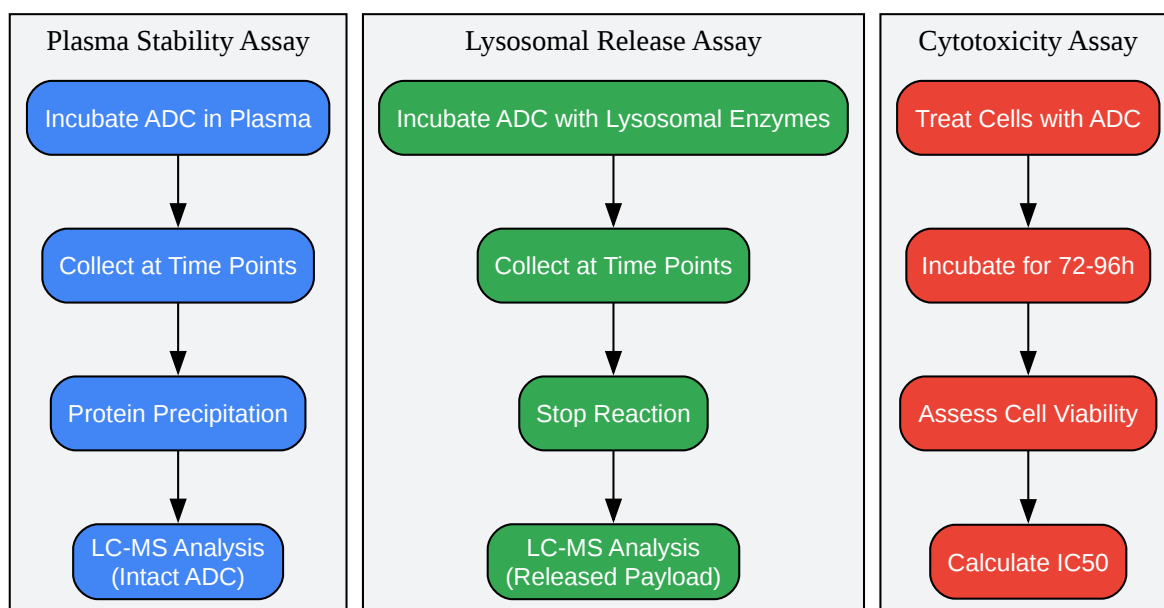 Plasma Stability Assay
Incubate ADC in Plasma
Collect at Time Points
Protein Precipitation
LC-MS Analysis
(Intact ADC)
Lysosomal Release Assay
Incubate ADC with Lysosomal Enzymes
Collect at Time Points
Stop Reaction
LC-MS Analysis
(Released Payload)
Cytotoxicity Assay
Treat Cells with ADC
Incubate for 72-96h
Assess Cell Viability
Calculate IC50